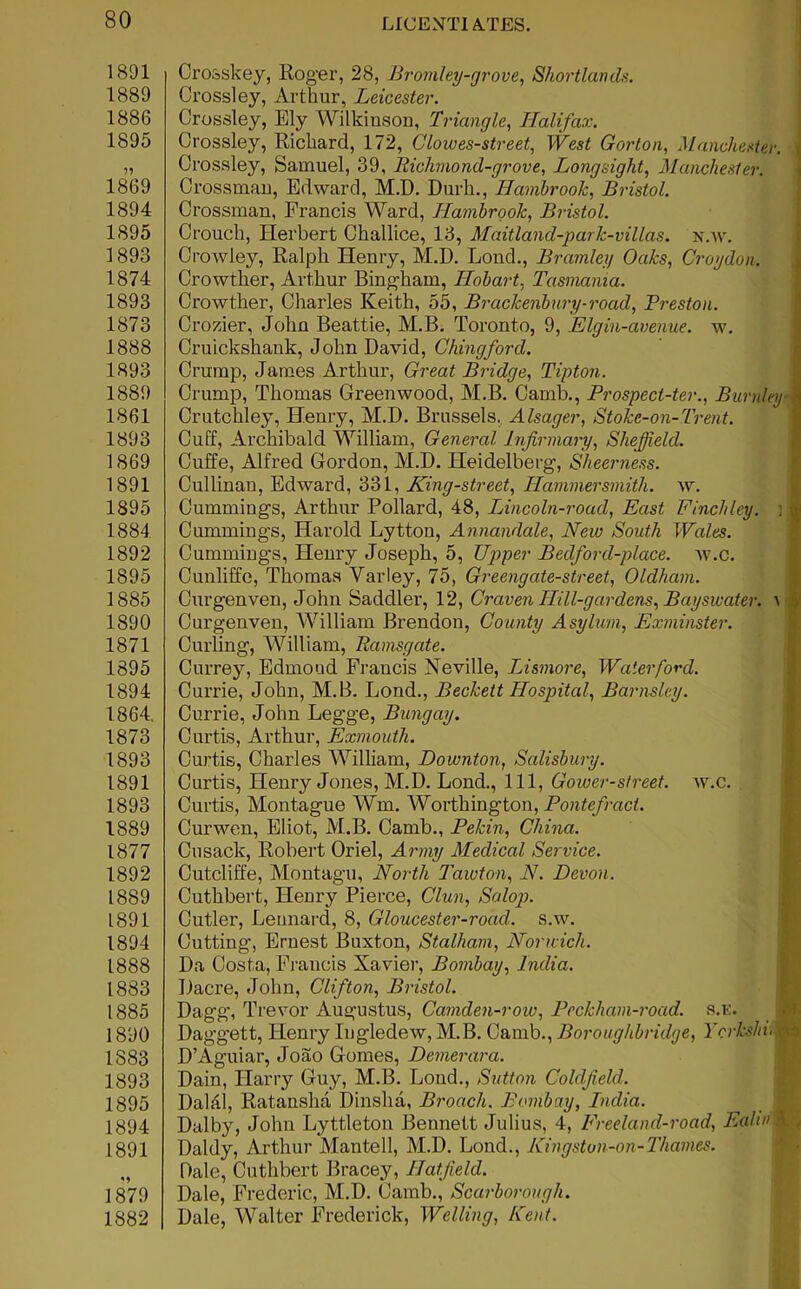 80
LICENTIATES.
1891 Crosskey, Roger, 28, Bromley-grove, Shortlands.
1889 Crossley, Arthur, Leicester.
1886 Crossley, Ely Wilkinson, Triangle, Halifax.
1895 Crossley, Richard, 172, Clowes-street, West Gorton, Manchester.
„ Crossley, Samuel, 39, Richmond-grove, Longsight, Manchester.
1869 Crossman, Edward, M.D. Durh., Hambrook, Bristol.
1894 Crossman, Francis Ward, Hambrook, Bristol.
1895 Crouch, Herbert Challice, 13, Maitland-park-villas. N.W.
1893 Crowley, Ralph Henry, M.D. Lond., Bramley Oaks, Croydon.
1874 Crowther, Arthur Bingham, Hobart, Tasmania.
1893 Crowther, Charles Keith, 55, Brackenbury-road, Preston.
1873 Crozier, John Beattie, M.B. Toronto, 9, Elgin-avenue. W.
1888 Cruickshank, John David, Chingford.
1893 Crump, James Arthur, Great Bridge, Tipton.
1889 Crump, Thomas Greenwood, M.B. Camb., Prospect-ter., Burnley
1861 Crutchley, Henry, M.D. Brussels, Alsager, Stoke-on-Trent.
1893 Cuff, Archibald William, General Infirmary, Sheffield.
1869 Cuffe, Alfred Gordon, M.D. Heidelberg, Sheerness.
1891 Cullinan, Edward, 331, King-street, Hammersmith. W.
1895 Cummings, Arthur Pollard, 48, Lincoln-road, East Finchley.
1884 Cummings, Harold Lytton, Annandale, New South Wales.
1892 Cummings, Henry Joseph, 5, Upper Bedford-place. W.C.
1895 Cunliffe, Thomas Varley, 75, Greengate-street, Oldham.
1885 Curgenven, John Saddler, 12, Craven Hill-gardens, Bayswater.
1890 Curgenven, William Brendon, County Asylum, Exminster.
1871 Curling, William, Ramsgate.
1895 Currey, Edmond Francis Neville, Lismore, Waterford.
1894 Currie, John, M.B. Lond., Beckett Hospital, Barnsley.
1864. Currie, John Legge, Bungay.
1873 Curtis, Arthur, Exmouth.
1893 Curtis, Charles William, Downton, Salisbury.
1891 Curtis, Henry Jones, M.D. Lond., 111, Gower-street. W.C.
1893 Curtis, Montague Wm. Worthington, Pontefract.
1889 Curwen, Eliot, M.B. Camb., Pekin, China.
1877 Cusack, Robert Oriel, Army Medical Service.
1892 Cutcliffe, Montagu, North Tawton, N. Devon.
1889 Cuthbert, Henry Pierce, Clun, Salop.
1891 Cutler, Lennard, 8, Gloucester-road. S.W.
1894 Cutting, Ernest Buxton, Stalham, Norwich.
1888 Da Costa, Francis Xavier, Bombay, India.
1883 Dacre, John, Clifton, Bristol.
1885 Dagg, Trevor Augustus, Camden-row, Peckham-road. S.E.
1890 Daggett, Henry Ingledew, M.B. Camb., Boroughbridge, Yorkshi
1883 D'Aguiar, João Gomes, Demerara.
1893 Dain, Harry Guy, M.B. Lond., Sutton Coldfield.
1895 Dalál, Ratanshá Dinshá, Broach, Bombay, India.
1894 Dalby, John Lyttleton Bennett Julius, 4, Freeland-road, Ealin
1891 Daldy, Arthur Mantell, M.D. Lond., Kingston-on-Thames.
„ Dale, Cuthbert Bracey, Hatfield.
1879 Dale, Frederic, M.D. Camb., Scarborough.
1882 Dale, Walter Frederick, Welling, Kent.